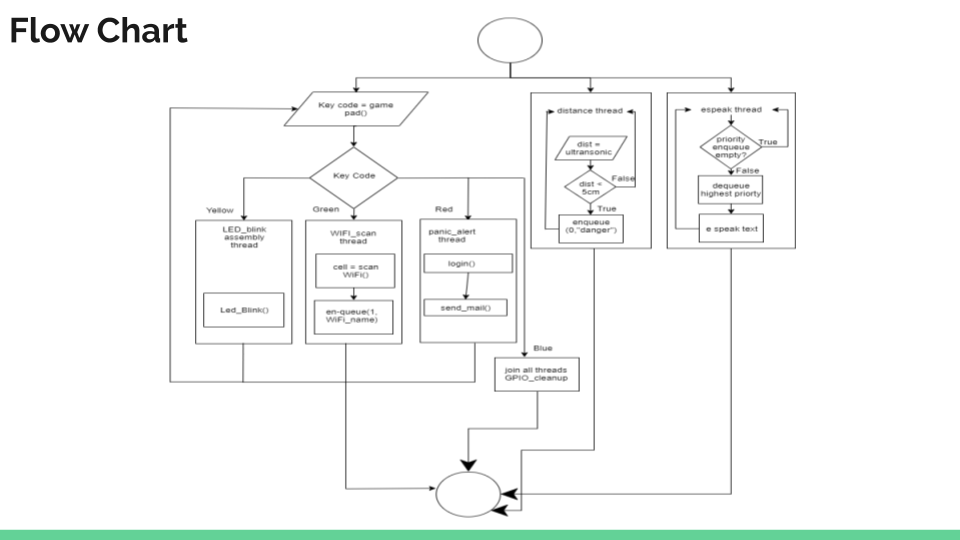 Flow Chart
Key code = game
pad()
Key Code
Yellow
Green
Red
Blue
LED_blink
assembly
thread
Led_Blink()
WIFI_scan
thread
cell = scan
WiFi()
en-queue(1,
WiFi_name)
panic_alert
thread
login()
send_mail()
join all threads
GPIO_cleanup
distance thread
dist =
ultrasonic
dist <
5cm
False
True
enqueue
(0,"danger")
espeak thread
priority
enqueue
empty?
True
False
dequeue
highest priorty
e speak text